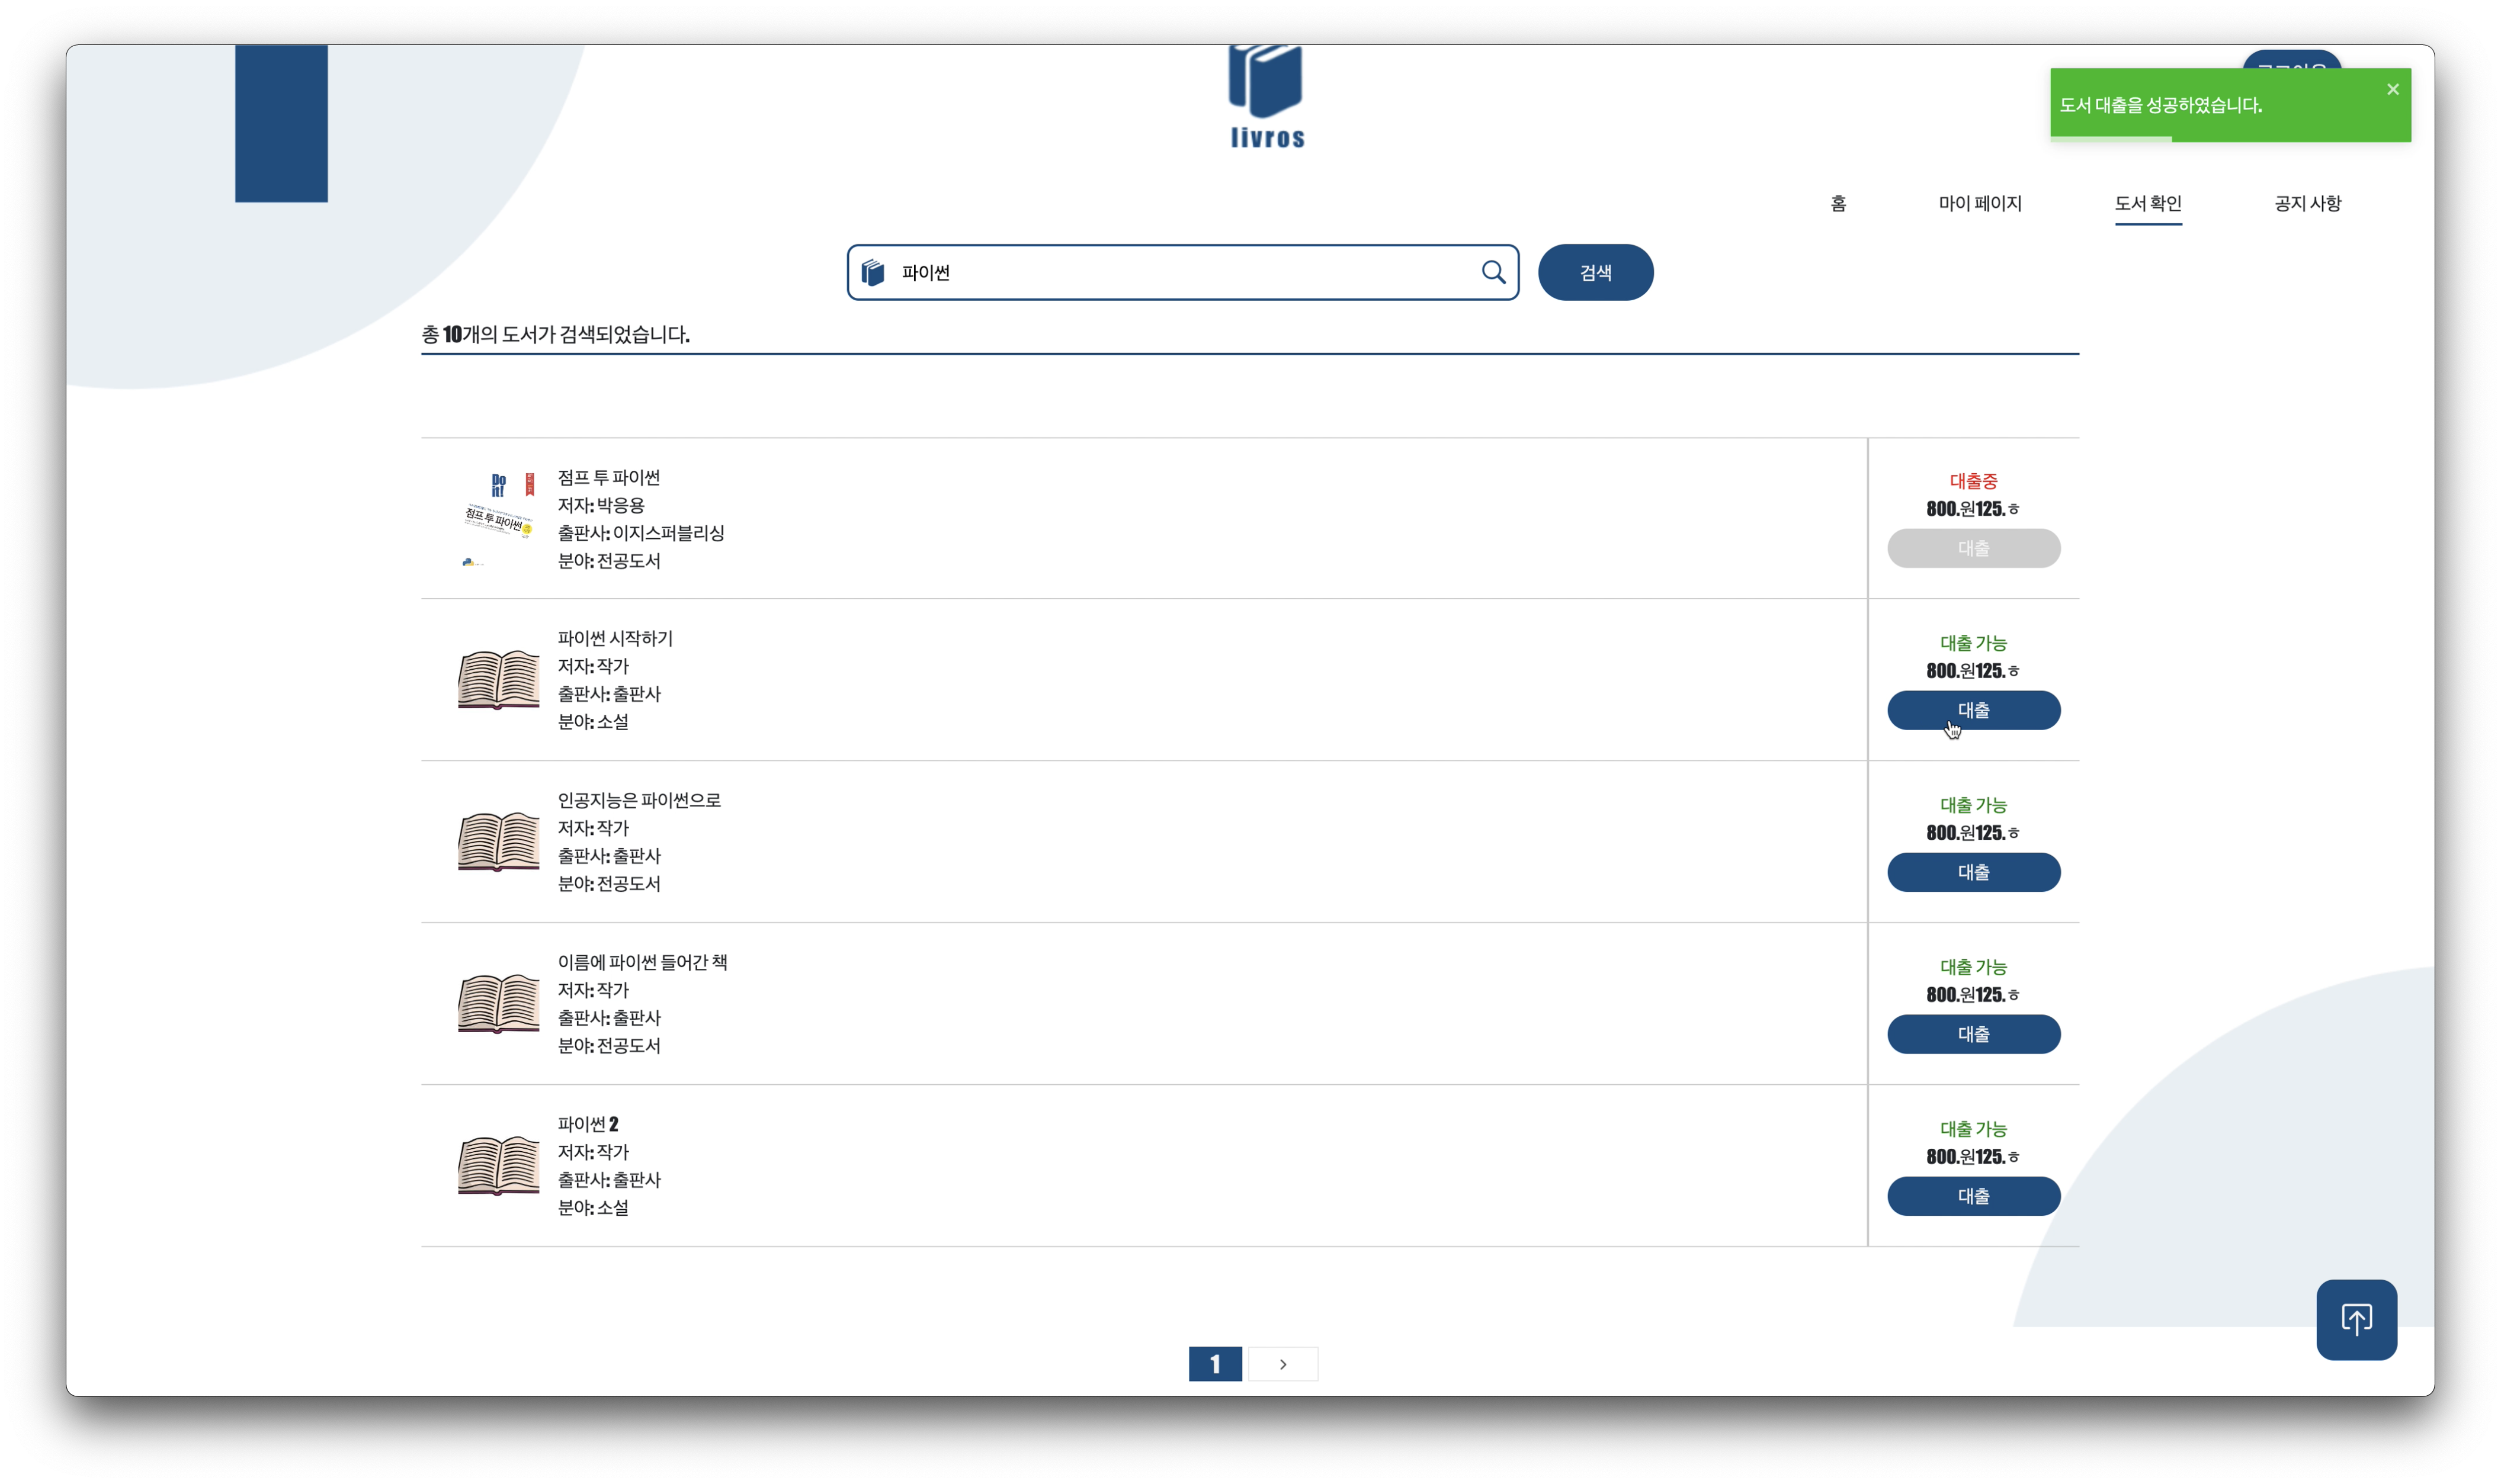 livros
도서 대출을 성공하였습니다.
홈
마이 페이지
도서 확인
공지 사항
파이썬
검색
총 10개의 도서가 검색되었습니다.
Do
it!
점프 투 파이썬
점프 투 파이썬
저자: 박응용
출판사: 이지스퍼블리싱
분야: 전공도서
대출중
800.원125.ㅎ
대출
파이썬 시작하기
저자: 작가
출판사: 출판사
분야: 소설
대출 가능
800.원125.ㅎ
대출
인공지능은 파이썬으로
저자: 작가
출판사: 출판사
분야: 전공도서
대출 가능
800.원125.ㅎ
대출
이름에 파이썬 들어간 책
저자: 작가
출판사: 출판사
분야: 전공도서
대출 가능
800.원125.ㅎ
대출
파이썬 2
저자: 작가
출판사: 출판사
분야: 소설
대출 가능
800.원125.ㅎ
대출
1